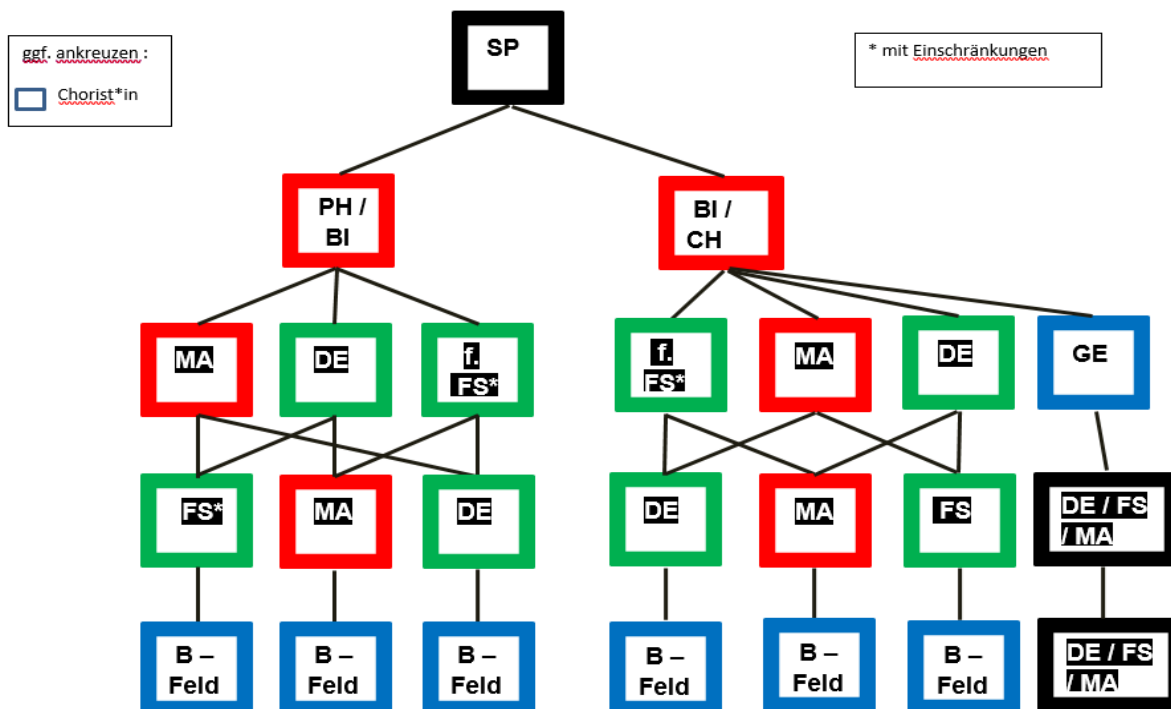 ggf. ankreuzen :
Chorist*in
SP
* mit Einschränkungen
PH /
BI
BI /
CH
MA
DE
f.
FS*
f.
FS*
MA
DE
GE
FS*
MA
DE
DE
MA
FS
DE / FS
/ MA
B –
Feld
B –
Feld
B –
Feld
B –
Feld
B –
Feld
B –
Feld
DE / FS
/ MA